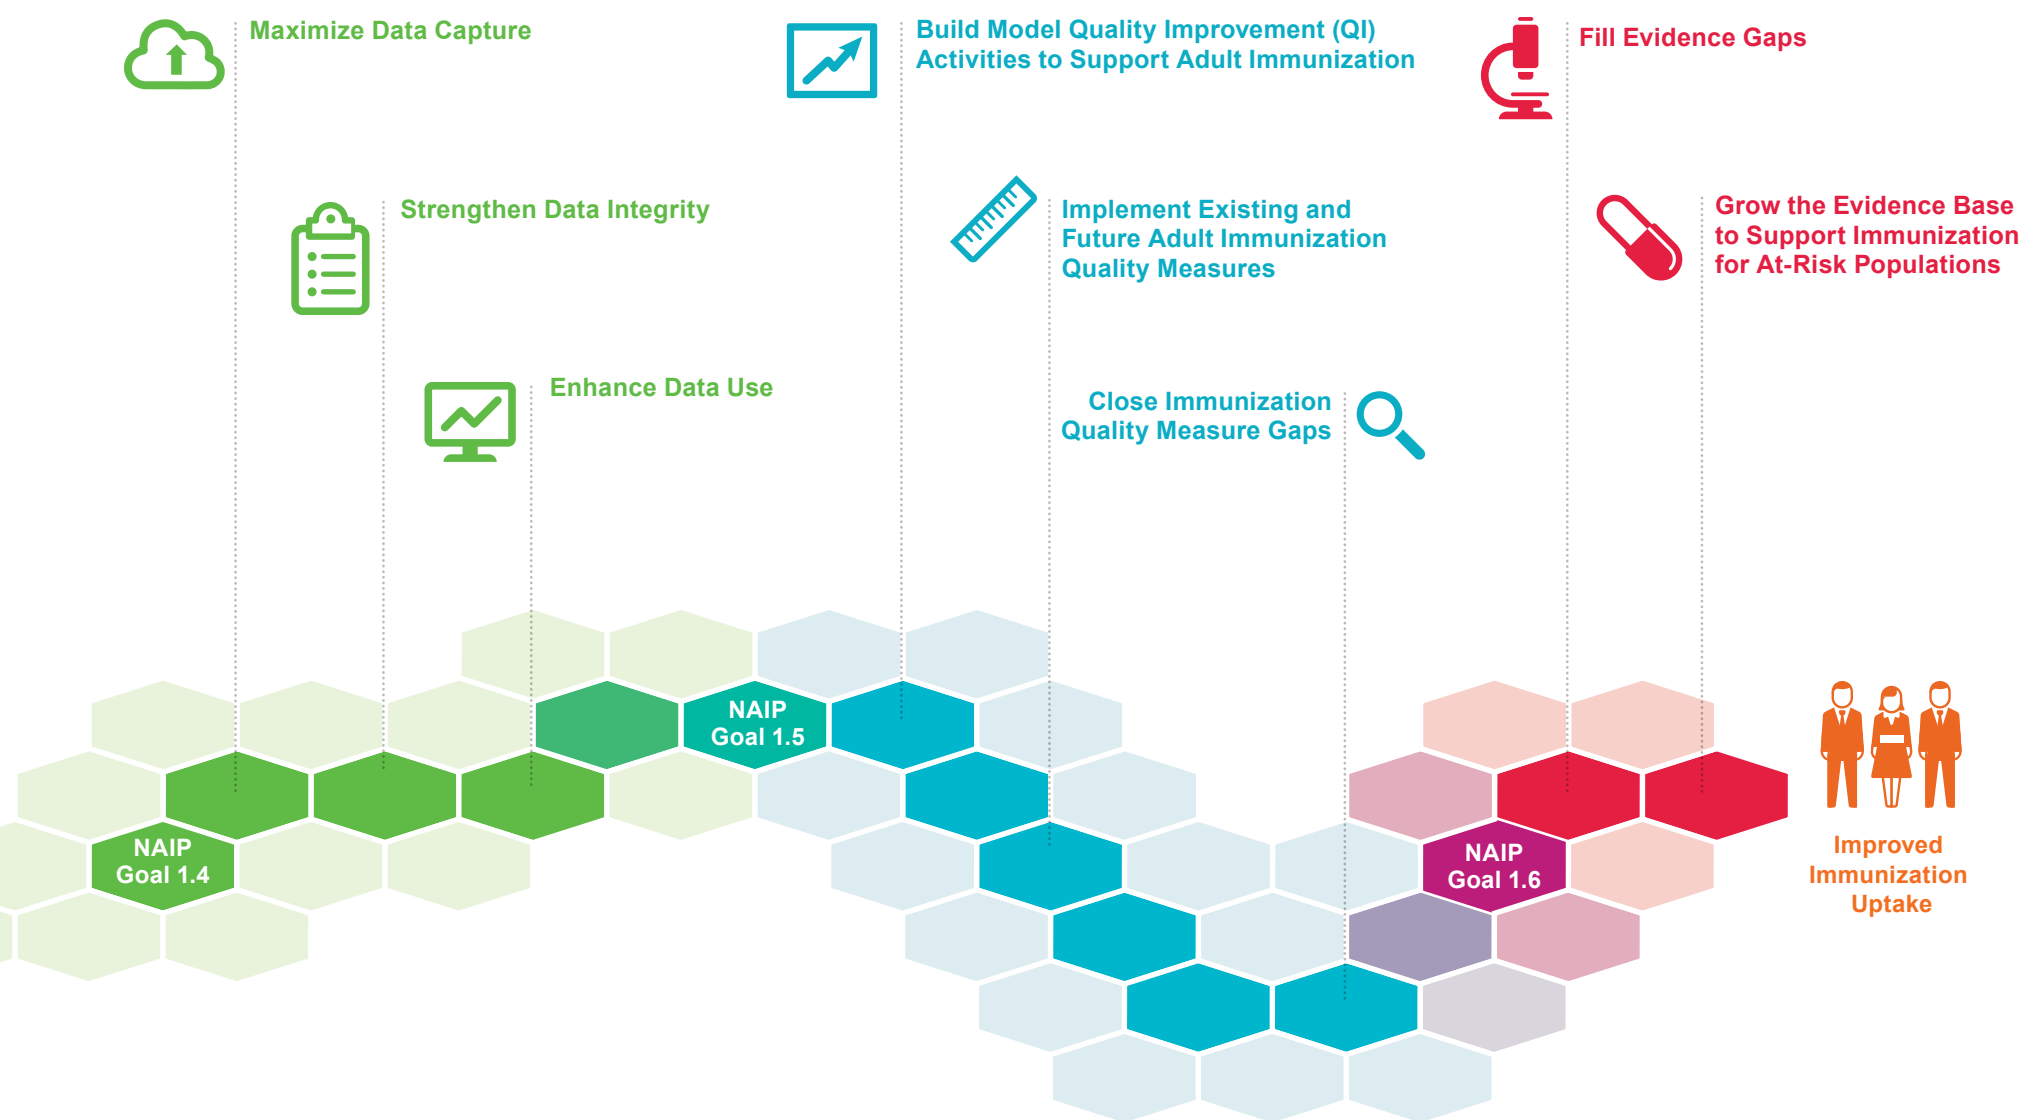 Maximize Data Capture
Build Model Quality Improvement (QI)
Activities to Support Adult Immunization
Fill Evidence Gaps
Strengthen Data Integrity
Implement Existing and
Future Adult Immunization
Quality Measures
Grow the Evidence Base
to Support Immunization
for At-Risk Populations
Enhance Data Use
Close Immunization
Quality Measure Gaps
NAIP
Goal 1.5
NAIP
Goal 1.4
NAIP
Goal 1.6
Improved
Immunization
Uptake